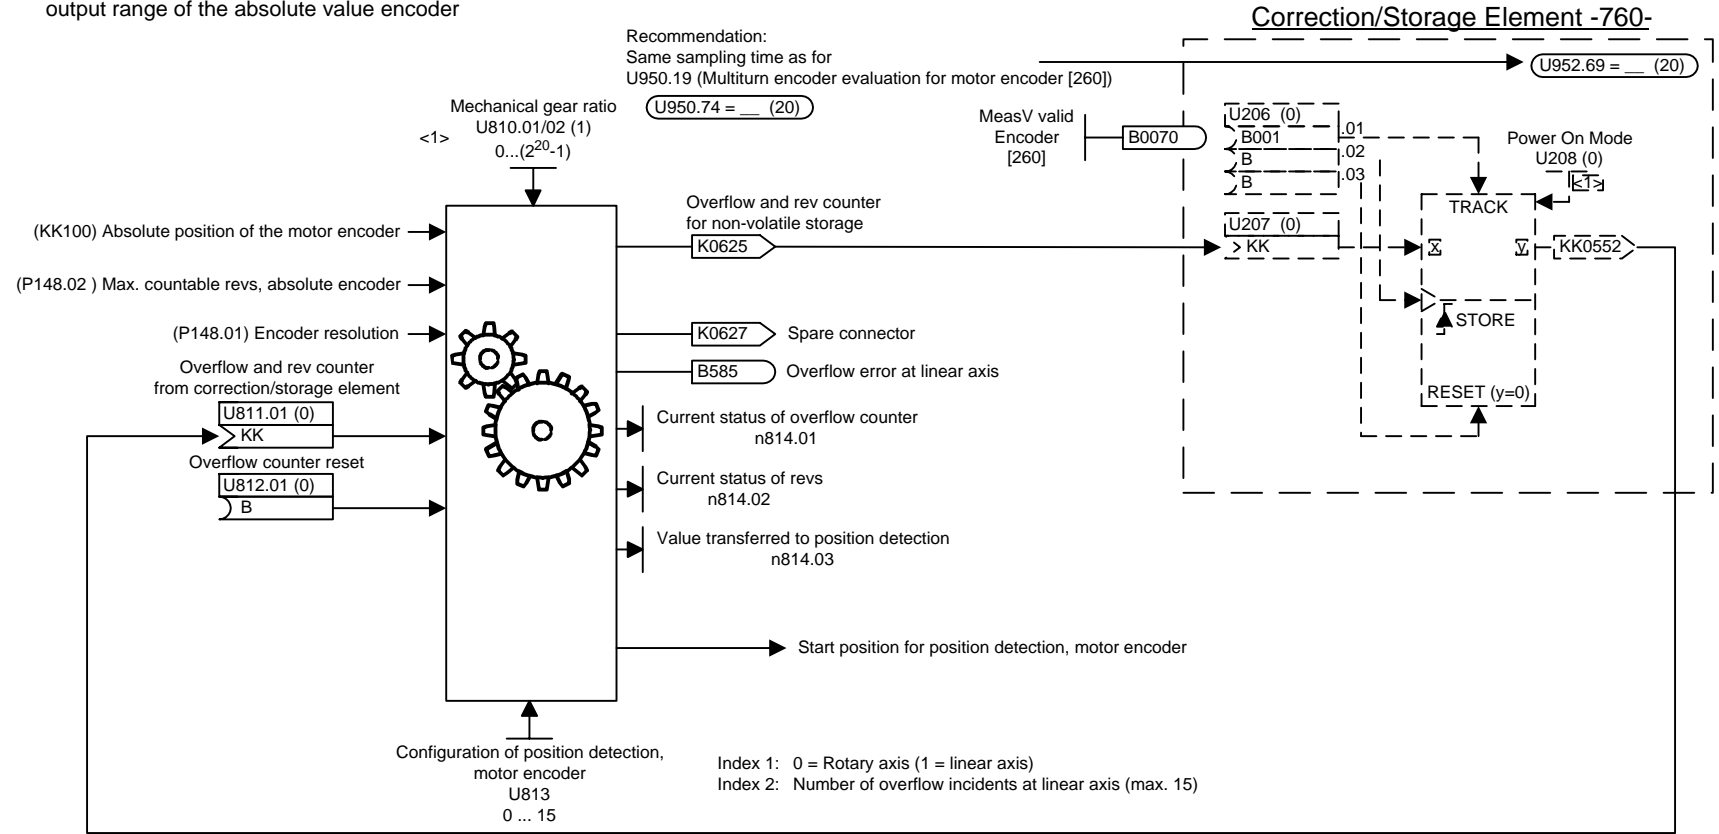 output range of the absolute value encoder
Correction/Storage Element -760-
Recommendation:
Same sampling time as for
U950.19 (Multiturn encoder evaluation for motor encoder [260])
U950.74 = __ (20)
U952.69 = __ (20)
Mechanical gear ratio
U810.01/02 (1)
<1>
0...(2^20-1)
MeasV valid
Encoder
[260]
B0070
U206 (0)
B001
.01
B
.02
B
.03
Power On Mode
U208 (0)
<1>
TRACK
(KK100) Absolute position of the motor encoder
Overflow and rev counter
for non-volatile storage
K0625
U207 (0)
KK
x
y
KK0552
(P148.02 ) Max. countable revs, absolute encoder
STORE
(P148.01) Encoder resolution
K0627
Spare connector
Overflow and rev counter
from correction/storage element
B585
Overflow error at linear axis
RESET (y=0)
U811.01 (0)
KK
Current status of overflow counter
n814.01
Overflow counter reset
U812.01 (0)
B
Current status of revs
n814.02
Value transferred to position detection
n814.03
Start position for position detection, motor encoder
Configuration of position detection,
motor encoder
U813
0 ... 15
Index 1: 0 = Rotary axis (1 = linear axis)
Index 2: Number of overflow incidents at linear axis (max. 15)